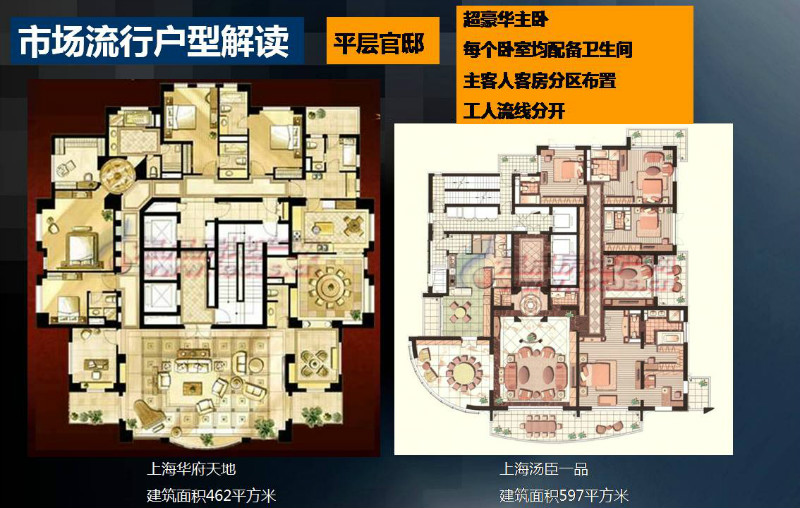 市场流行户型解读
平层官邸
超豪华主卧
每个卧室均配备卫生间
主客人客房分区布置
工人流线分开
上海华府天地
建筑面积462平方米
上海汤臣一品
建筑面积597平方米